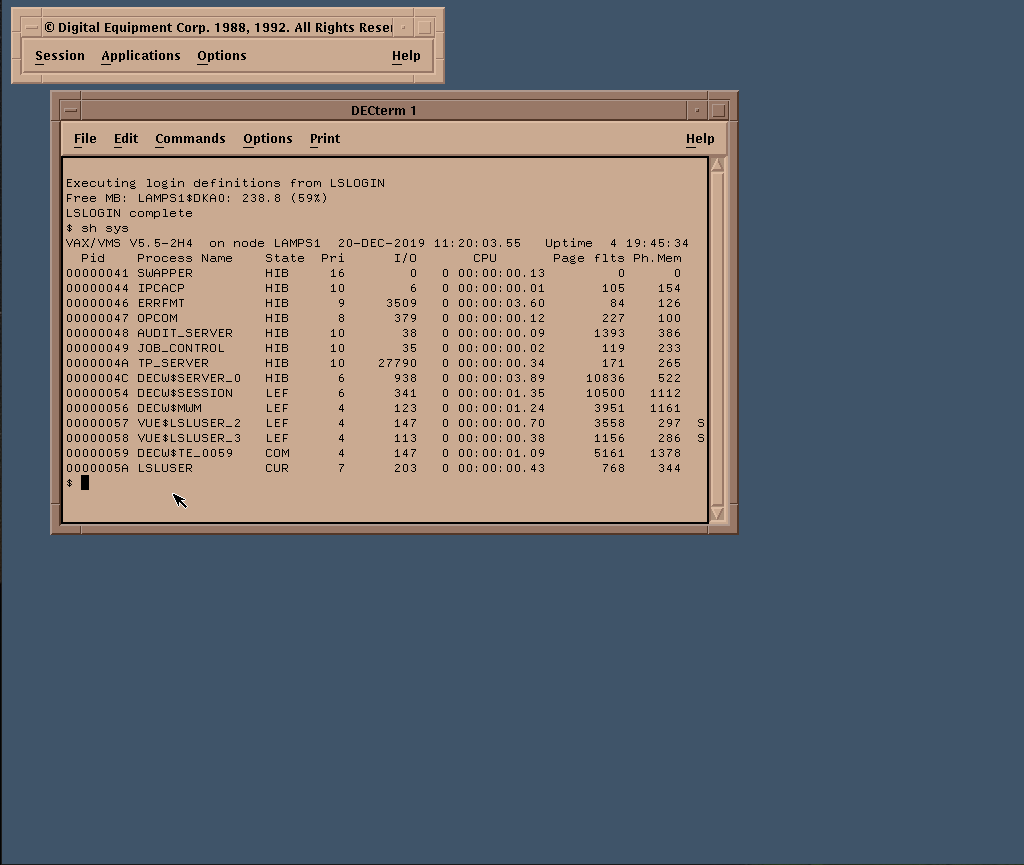 © Digital Equipment Corp. 1988, 1992. All Rights Reser
Session Applications Options Help
DECterm 1
File Edit Commands Options Print Help
Executing login definitions from LSLOGIN
Free MB: LAMPS1$DKA0: 238.8 (59%)
LSLOGIN complete
$ sh sys
VAX/VMS V5.5-2H4  on node LAMPS1  20-DEC-2019 11:20:03.55   Uptime  4 19:45:34
  Pid    Process Name    State  Pri      I/O       CPU       Page flts Ph.Mem
00000041 SWAPPER         HIB     16        0   0 00:00:00.13         0      0
00000044 IPCACP          HIB     10        6   0 00:00:00.01       105    154
00000046 ERRFMT          HIB      9     3509   0 00:00:03.60        84    126
00000047 OPCOM           HIB      8      379   0 00:00:00.12       227    100
00000048 AUDIT_SERVER    HIB     10       38   0 00:00:00.09      1393    386
00000049 JOB_CONTROL     HIB     10       35   0 00:00:00.02       119    233
0000004A TP_SERVER       HIB     10    27790   0 00:00:00.34       171    265
0000004C DECW$SERVER_0   HIB      6      938   0 00:00:03.89     10836    522
00000054 DECW$SESSION    LEF      6      341   0 00:00:01.35     10500   1112
00000056 DECW$MWM        LEF      4      123   0 00:00:01.24      3951   1161
00000057 VUE$LSLUSER_2   LEF      4      147   0 00:00:00.70      3558    297  S
00000058 VUE$LSLUSER_3   LEF      4      113   0 00:00:00.38      1156    286  S
00000059 DECW$TE_0059    COM      4      147   0 00:00:01.09      5161   1378
0000005A LSLUSER         CUR      7      203   0 00:00:00.43       768    344
$